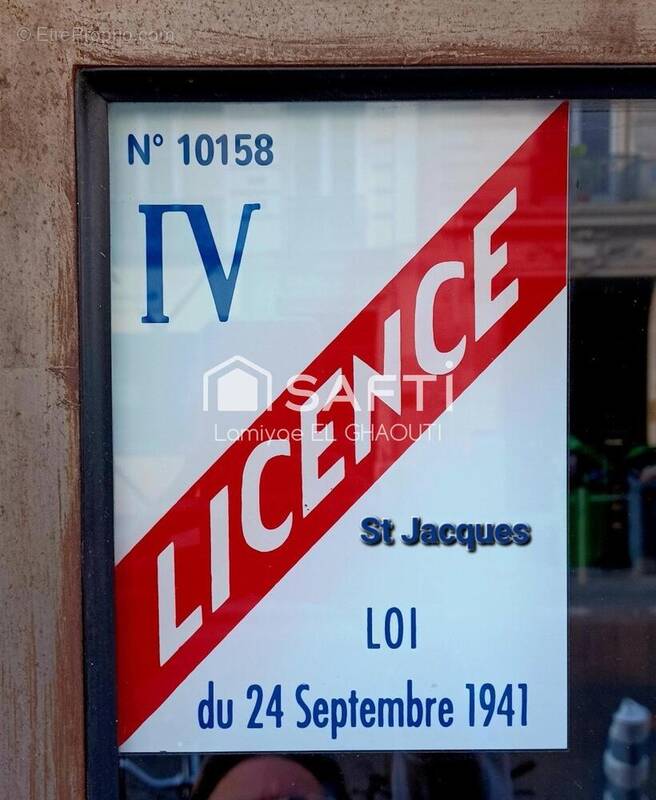 © EtreProprio.com
N° 10158
IV
LICENCE
SAFTI
Lamiyae EL GHAOUTI
St Jacques
LOI
du 24 Septembre 1941